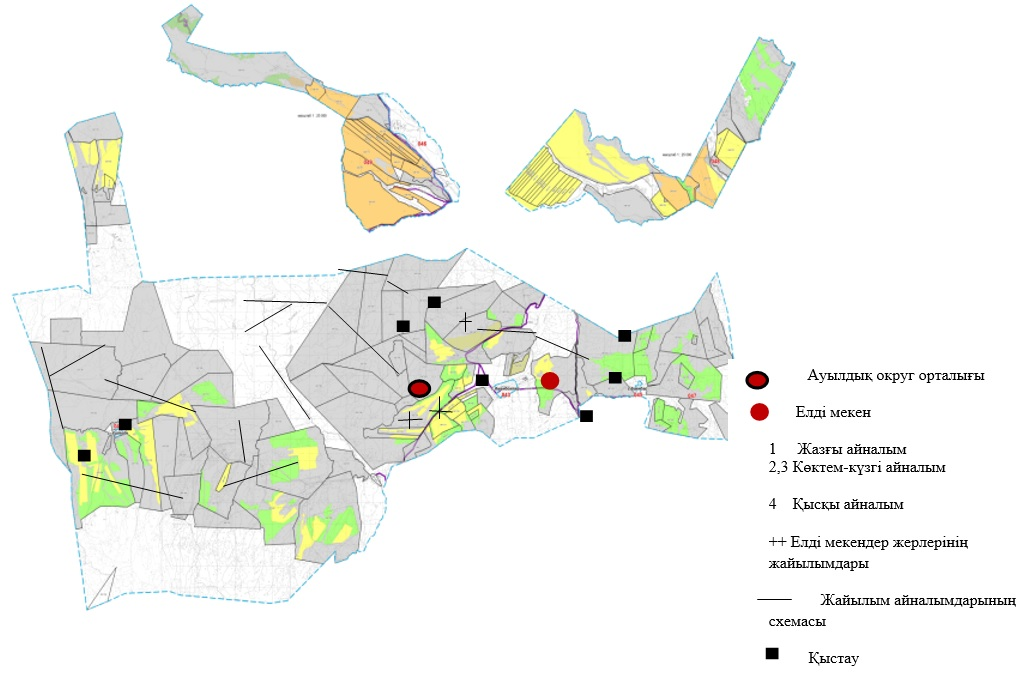 Ауылдық округ орталығы
Елді мекен
1 Жазғы айналым
2,3 Көктем-күзгі айналым
4 Қысқы айналым
++ Елді мекендер жерлерінің
жайылымдары
Жайылым айналымдарының
схемасы
Қыстау